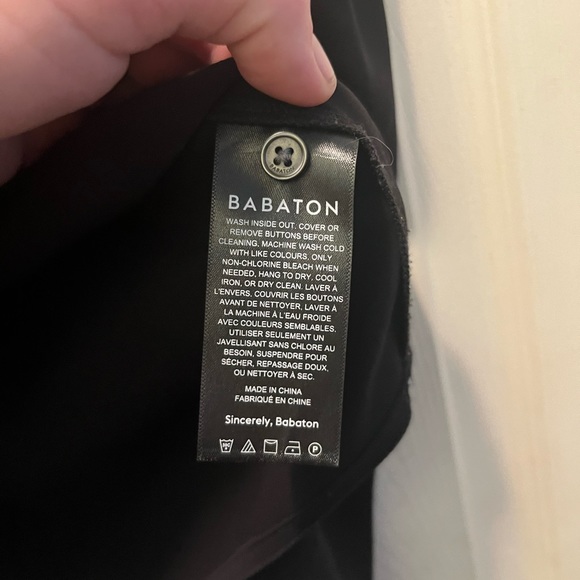 BABATON
BABATON
WASH INSIDE OUT. COVER OR
REMOVE BUTTONS BEFORE
CLEANING, MACHINE WASH COLD
WITH LIKE COLOURS. ONLY
NON-CHLORINE BLEACH WHEN
NEEDED, HANG TO DRY. COOL
IRON, OR DRY CLEAN. LAVER À
L'ENVERS. COUVRIR LES BOUTONS
AVANT DE NETTOYER, LAVER À
LA MACHINE À L'EAU FROIDE
AVEC COULEURS SEMBLABLES.
UTILISER SEULEMENT UN
JAVELLISANT SANS CHLORE AU
BESOIN, SUSPENDRE POUR
SÉCHER, REPASSAGE DOUX,
OU NETTOYER À SEC.
MADE IN CHINA
FABRIQUÉ EN CHINE
Sincerely, Babaton
P